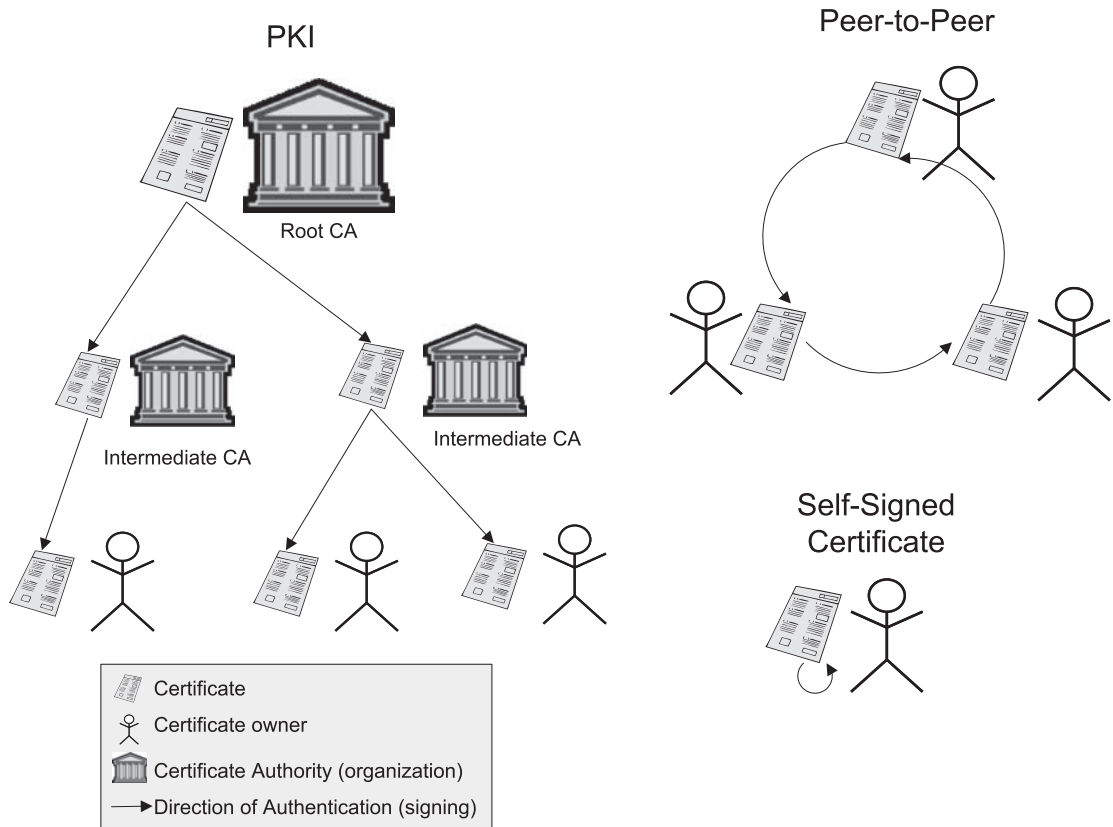 PKI
Root CA
Intermediate CA
Intermediate CA
Peer-to-Peer
Self-Signed
Certificate
Certificate
Certificate owner
Certificate Authority (organization)
Direction of Authentication (signing)